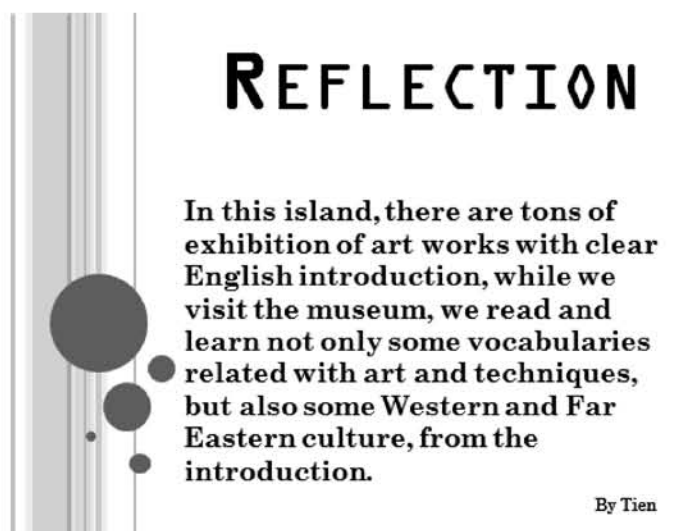 REFLECTION
In this island, there are tons of
exhibition of art works with clear
English introduction, while we
visit the museum, we read and
learn not only some vocabularies
related with art and techniques,
but also some Western and Far
Eastern culture, from the
introduction.
By Tien